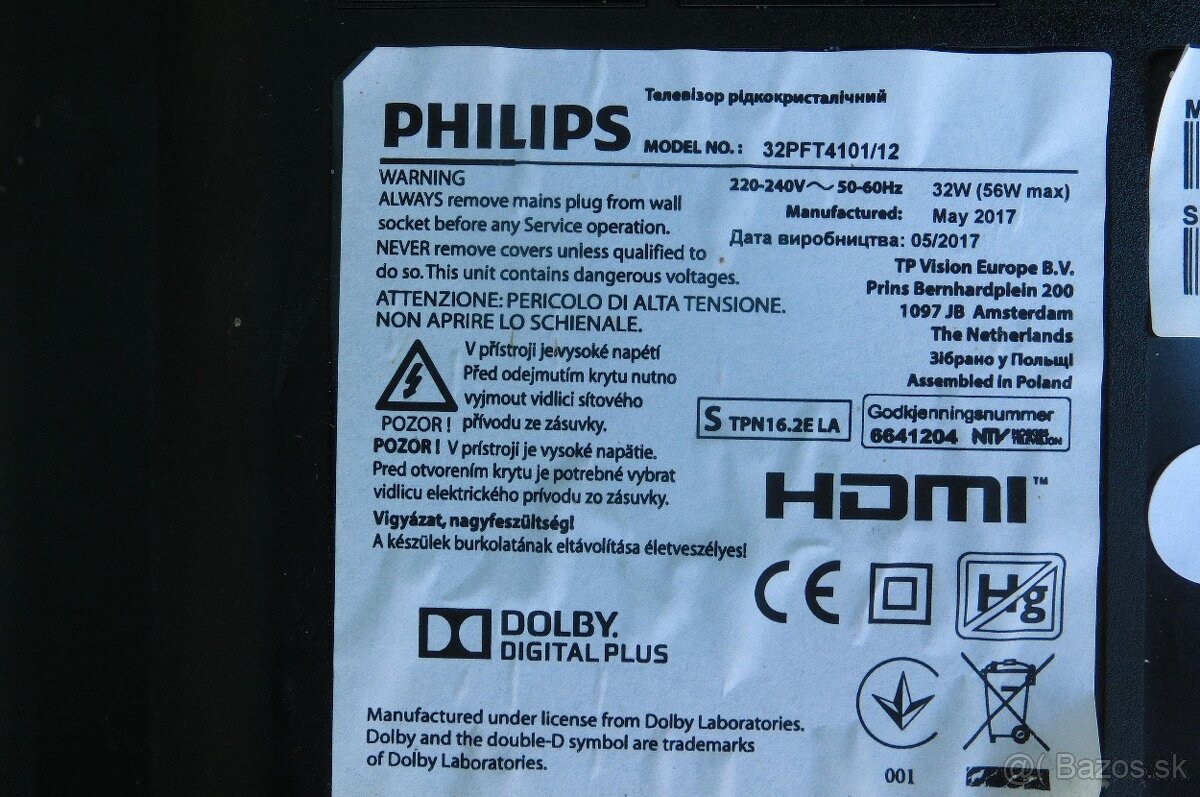 Телевізор рідкокристалічний
PHILIPS MODEL NO.: 32PFT4101/12
WARNING
ALWAYS remove mains plug from wall
socket before any Service operation.
NEVER remove covers unless qualified to
do so. This unit contains dangerous voltages.
ATTENZIONE: PERICOLO DI ALTA TENSIONE.
NON APRIRE LO SCHIENALE.
220-240V~ 50-60Hz 32W (56W max)
Manufactured: May 2017
Дата виробництва: 05/2017
TP Vision Europe B.V.
Prins Bernhardplein 200
1097 JB Amsterdam
The Netherlands
Зібрано у Польщі
Assembled in Poland
V přístroji je vysoké napětí
Před odejmutím krytu nutno
vyjmout vidlici síťového
POZOR! přívodu ze zásuvky.
POZOR! V prístroji je vysoké napätie.
Pred otvorením krytu je potrebné vybrat
vidlicu elektrického prívodu zo zásuvky.
Vigyázat, nagyfeszültség!
A készülek burkolatának eltávolítása életveszélyes!
S TPN16.2E LA
Godkjenningsnummer
6641204 NTV NORGES TELEVISJON
HDMI™
CE
Hg
DOLBY.
DIGITAL PLUS
Manufactured under license from Dolby Laboratories.
Dolby and the double-D symbol are trademarks
of Dolby Laboratories.
001
M
S
Bazos.sk